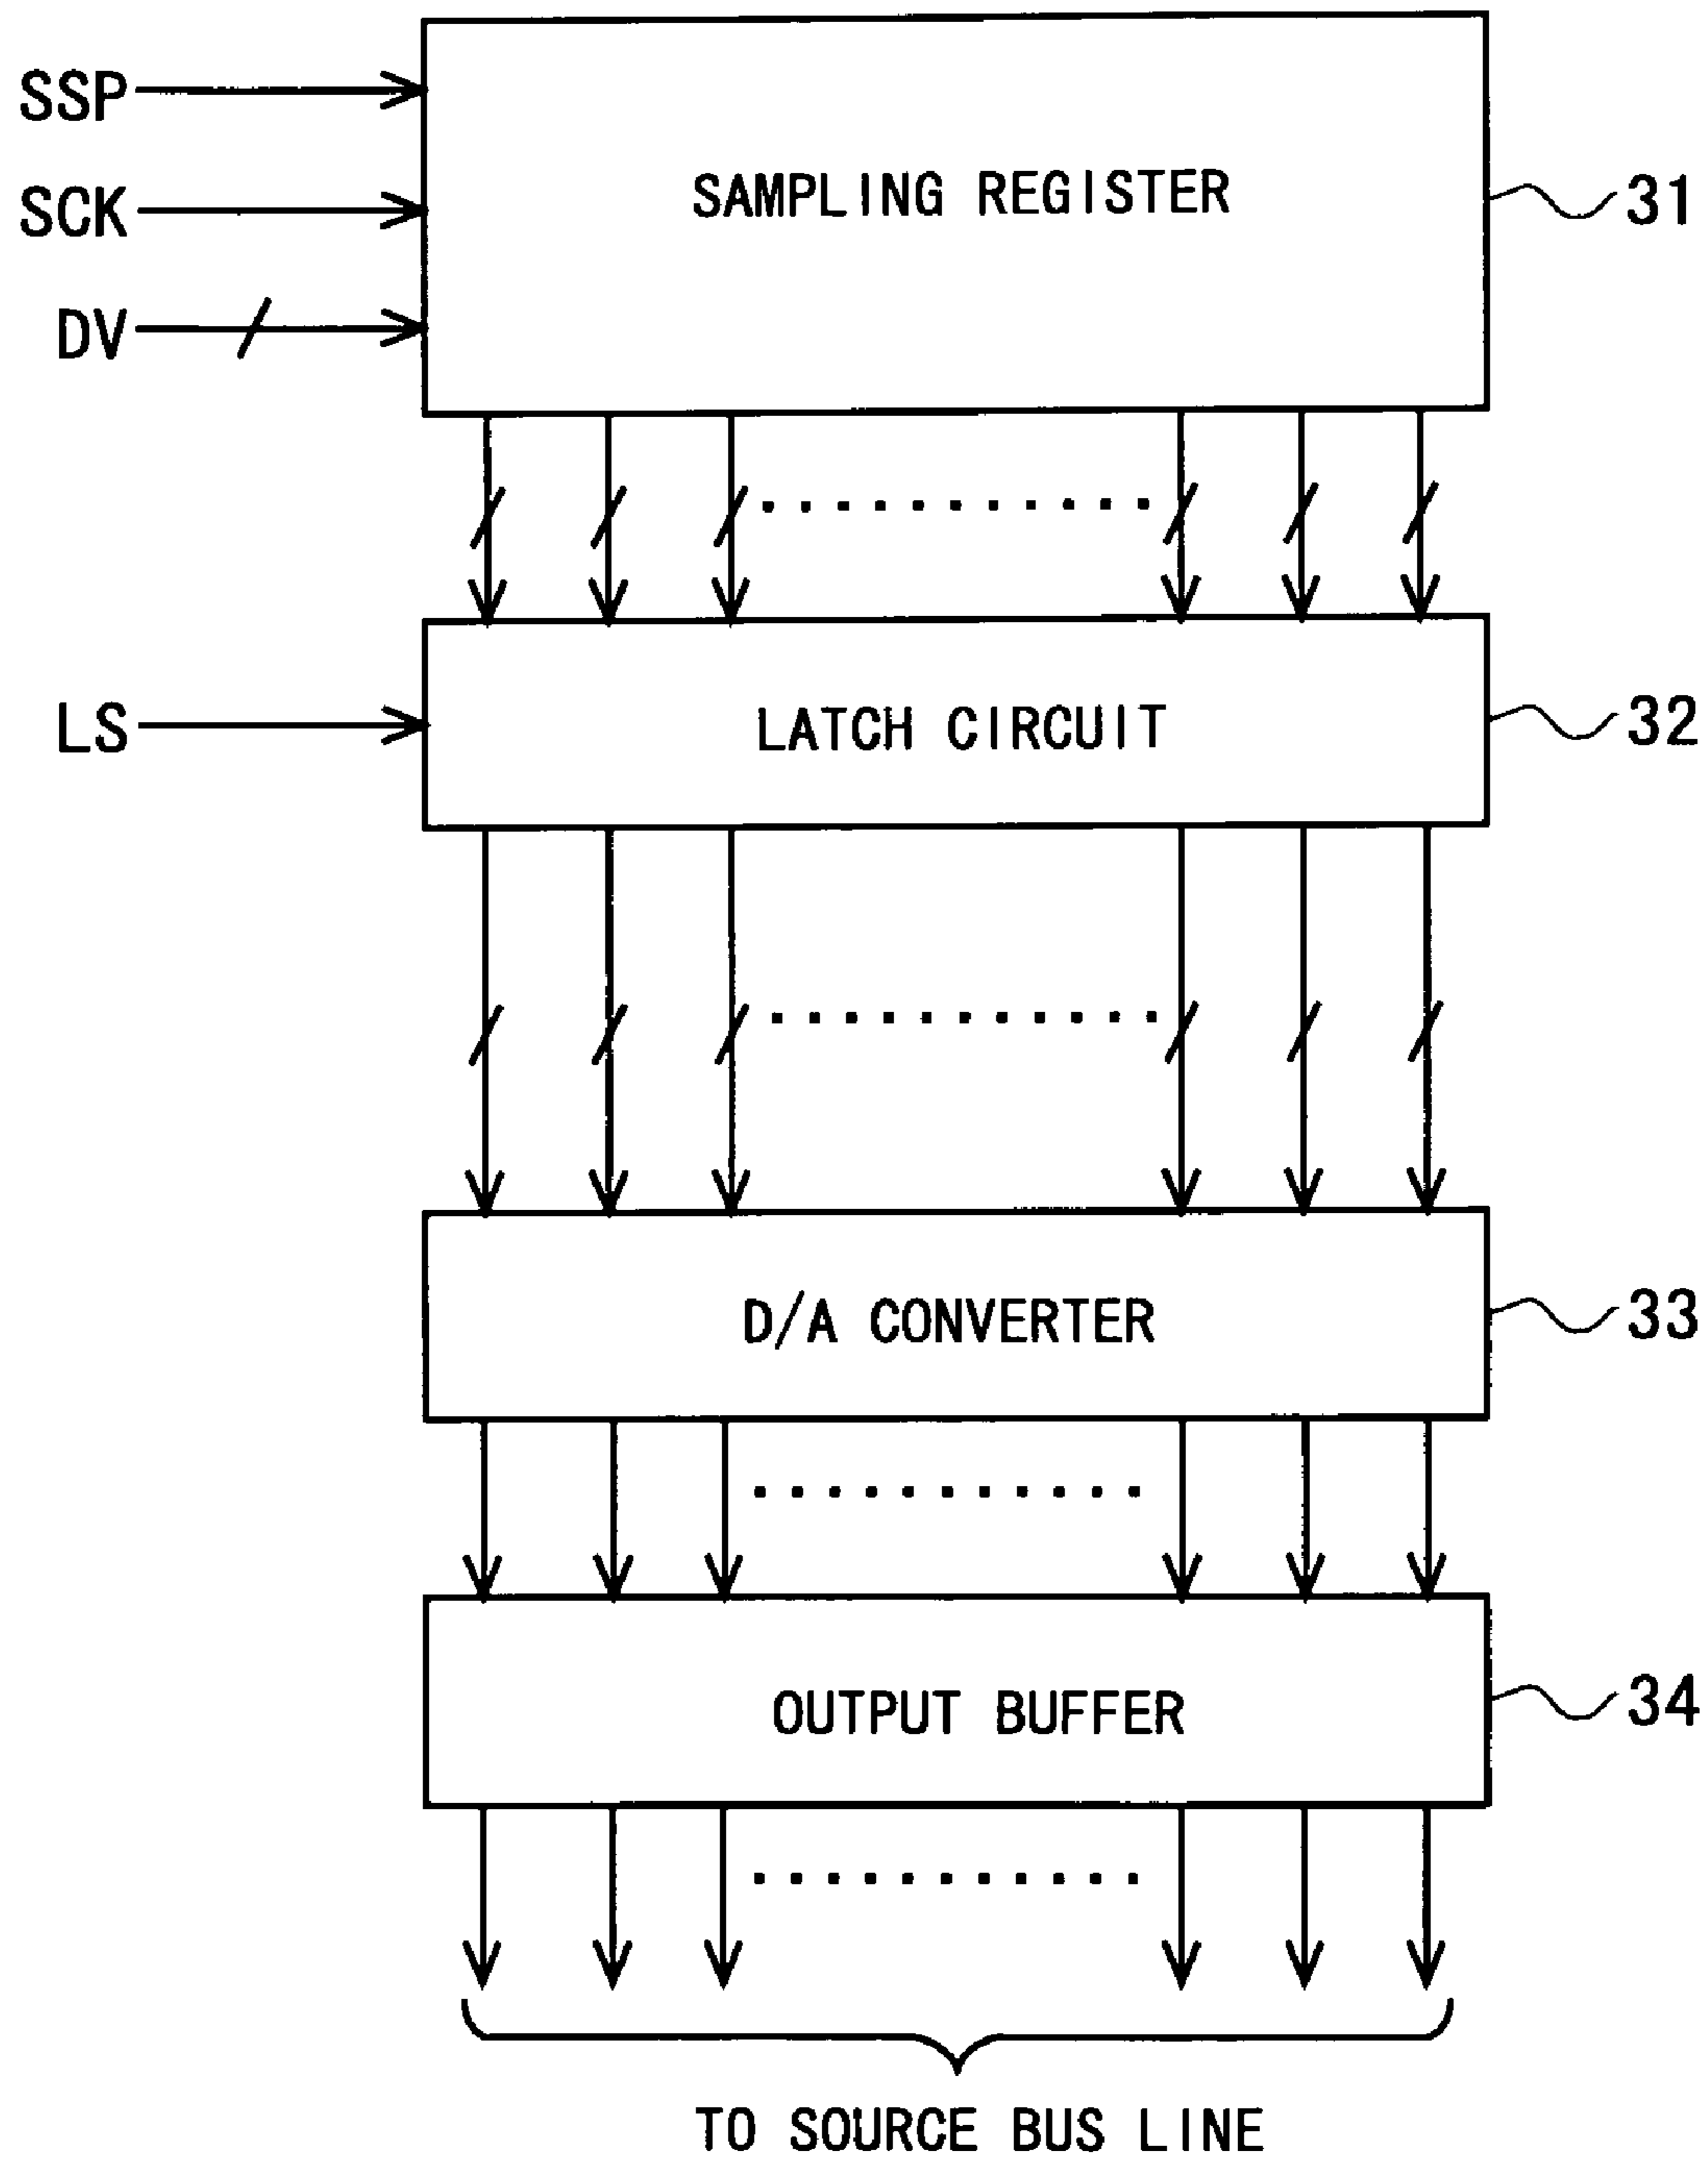 SSP
SCK
DV
SAMPLING REGISTER
31
LS
LATCH CIRCUIT
32
D/A CONVERTER
33
OUTPUT BUFFER
34
TO SOURCE BUS LINE